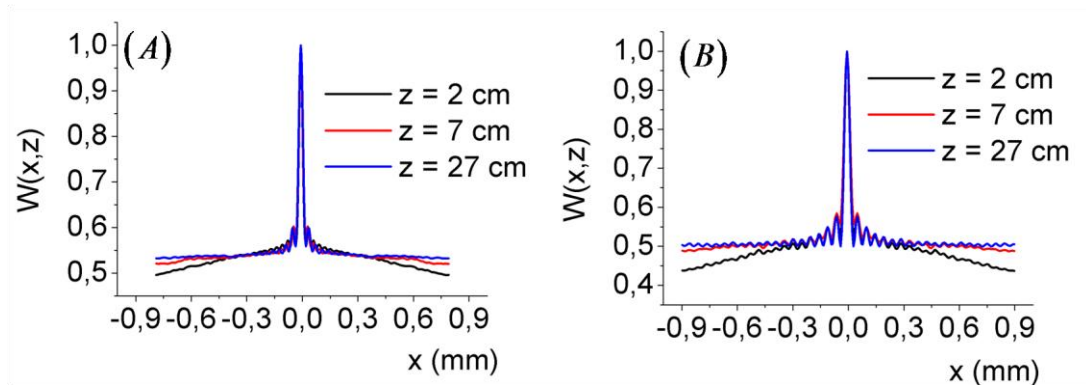 (A)
1,0
0,9
0,8
0,7
0,6
0,5
W(x,z)
z = 2 cm
z = 7 cm
z = 27 cm
-0,9 -0,6 -0,3 0,0 0,3 0,6 0,9
x (mm)
(B)
1,0
0,9
0,8
0,7
0,6
0,5
0,4
W(x,z)
z = 2 cm
z = 7 cm
z = 27 cm
-0,9 -0,6 -0,3 0,0 0,3 0,6 0,9
x (mm)